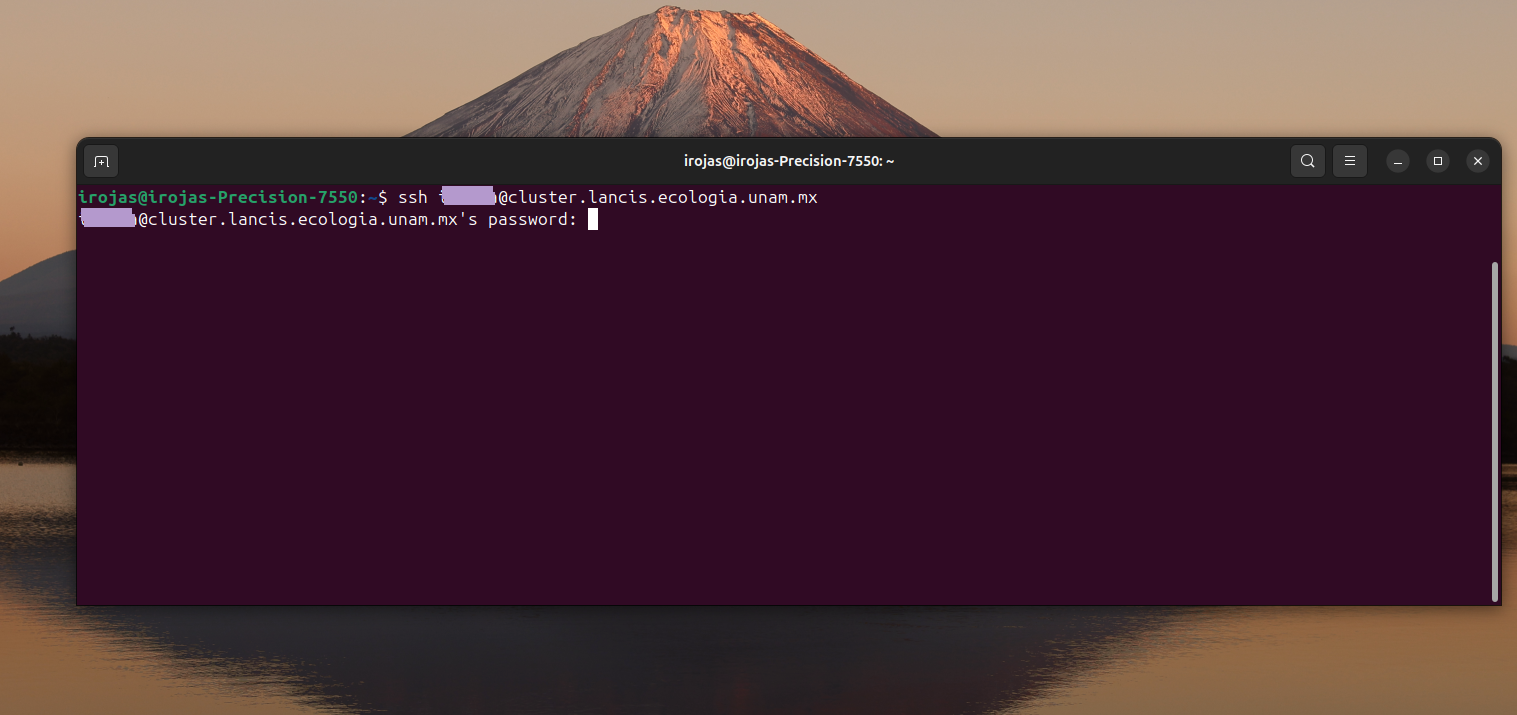 irojas@irojas-Precision-7550: ~
irojas@irojas-Precision-7550:~$ ssh @cluster.lancis.ecologia.unam.mx
@cluster.lancis.ecologia.unam.mx's password: